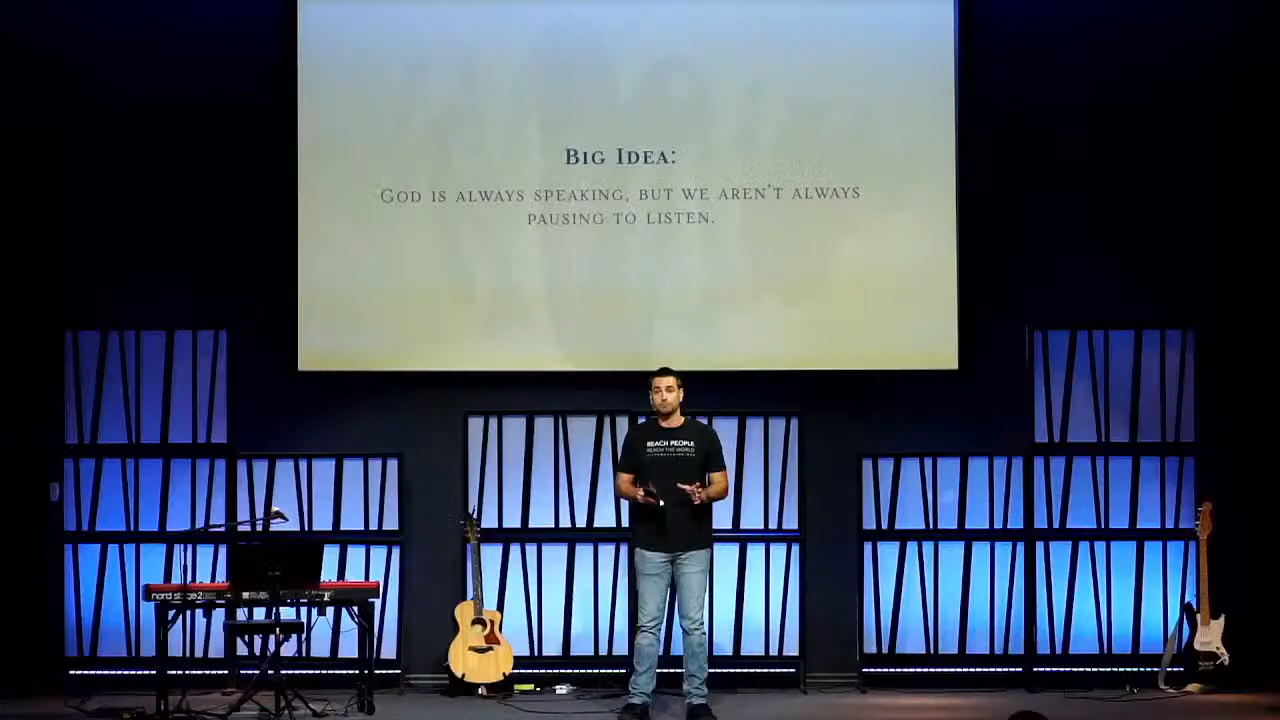 BIG IDEA:
GOD IS ALWAYS SPEAKING, BUT WE AREN'T ALWAYS
PAUSING TO LISTEN.
REACH PEOPLE
REACH THE WORLD
nord stage 2